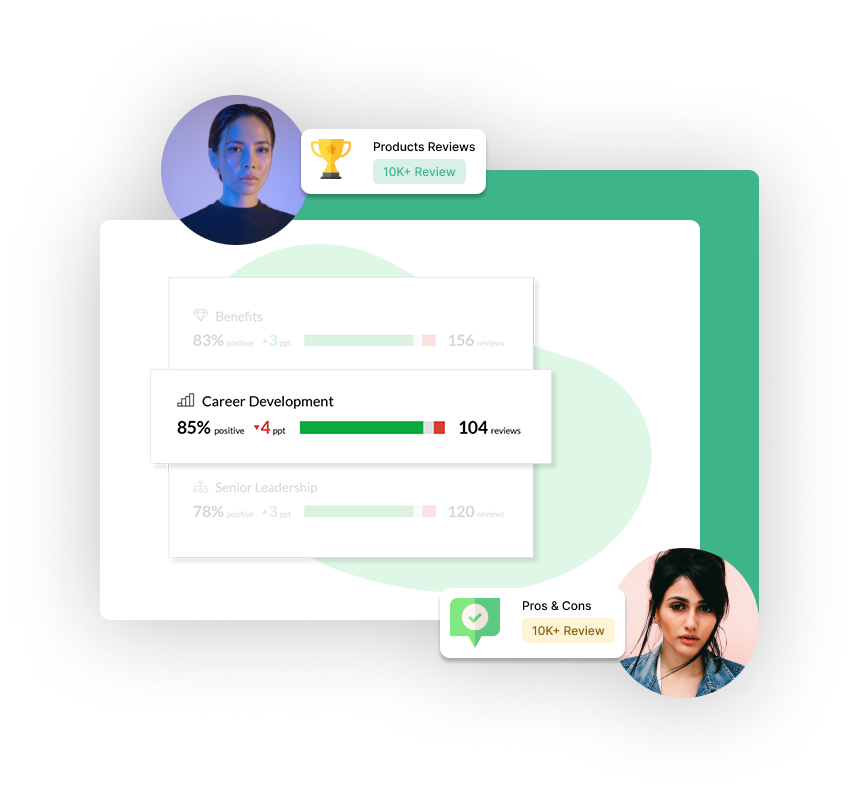 Products Reviews
10K+ Review
Benefits
83% positive ▲3 ppt 156 reviews
Career Development
85% positive ▼4 ppt 104 reviews
Senior Leadership
78% positive ▲3 ppt 120 reviews
Pros & Cons
10K+ Review